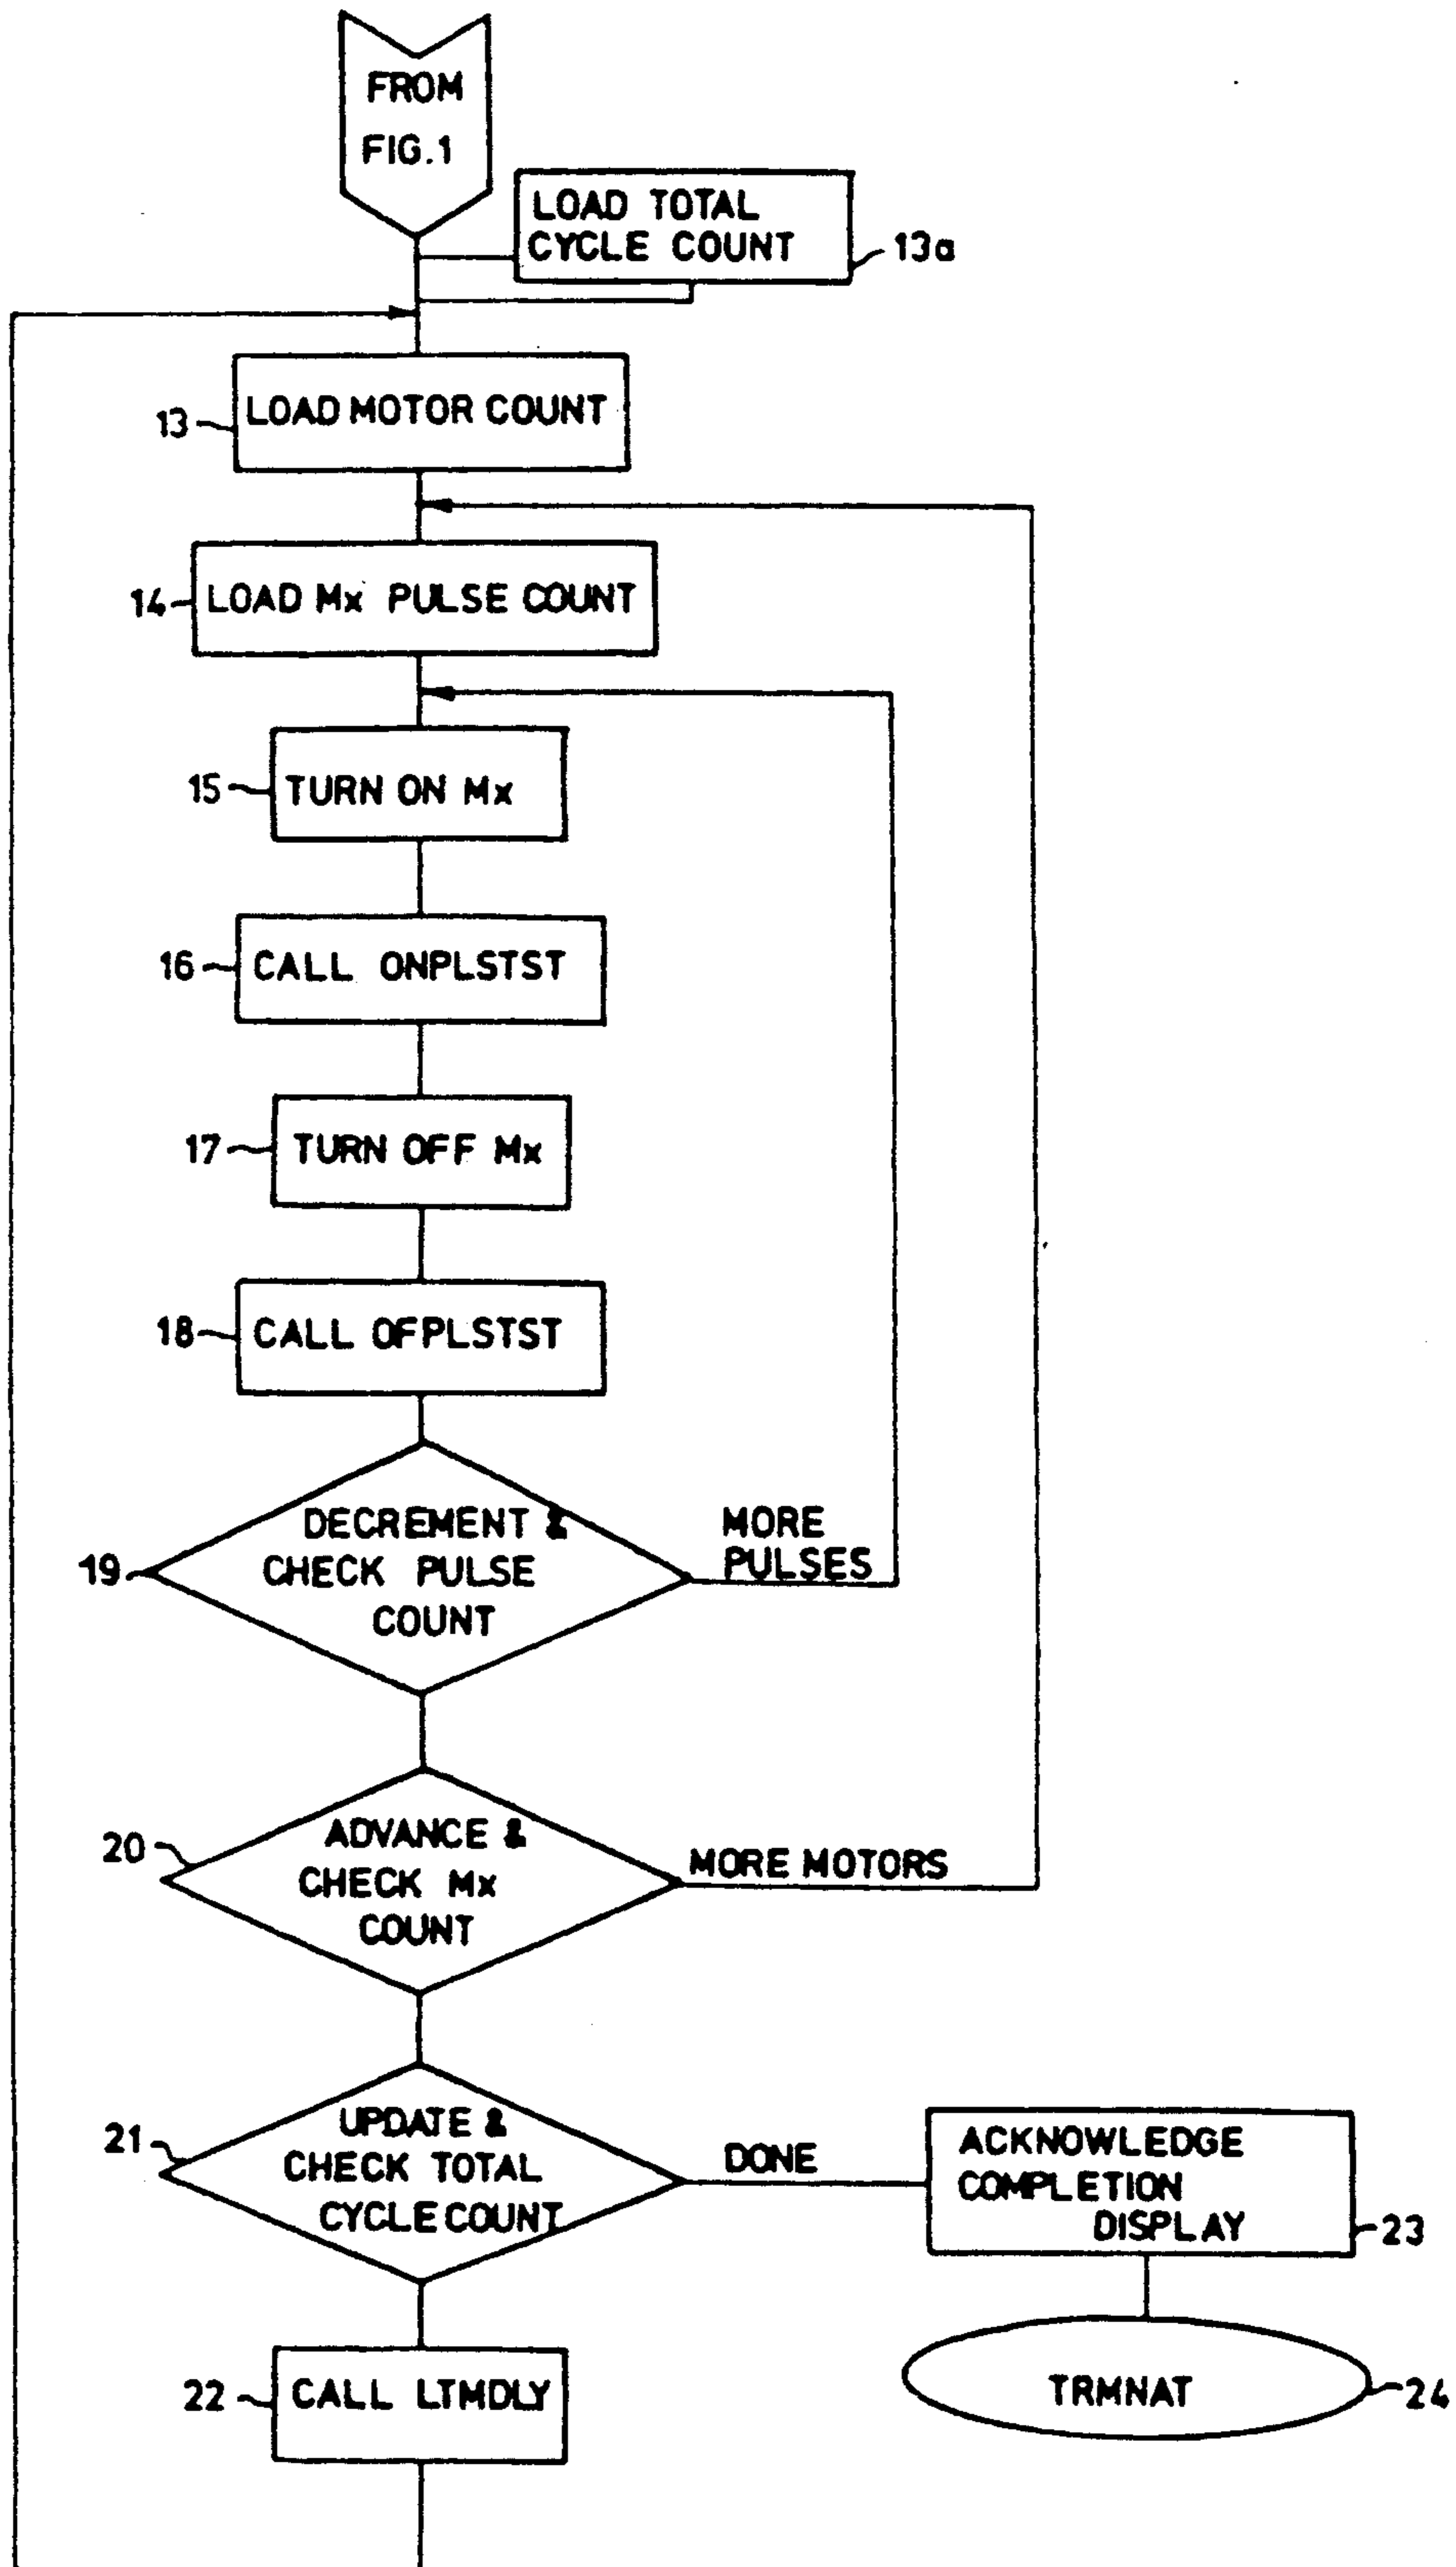 FROM
FIG.1
LOAD TOTAL
CYCLE COUNT
13a
LOAD MOTOR COUNT
13
LOAD Mx PULSE COUNT
14
TURN ON Mx
15
CALL ONPLSTST
16
TURN OFF Mx
17
CALL OFPLSTST
18
DECREMENT &
CHECK PULSE
COUNT
19
MORE
PULSES
ADVANCE &
CHECK Mx
COUNT
20
MORE MOTORS
UPDATE &
CHECK TOTAL
CYCLE COUNT
21
DONE
ACKNOWLEDGE
COMPLETION
DISPLAY
23
CALL LTMDLY
22
TRMNAT
24